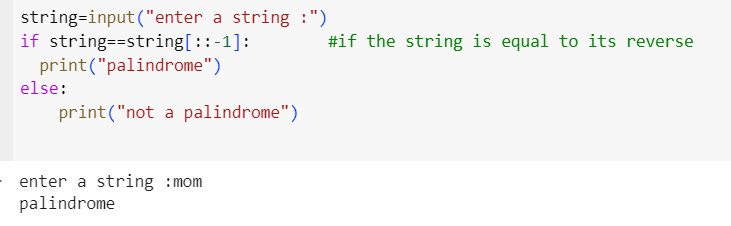 string=input("enter a string :")
if string==string[::-1]:        #if the string is equal to its reverse
  print("palindrome")
else:
    print("not a palindrome")
enter a string :mom
palindrome